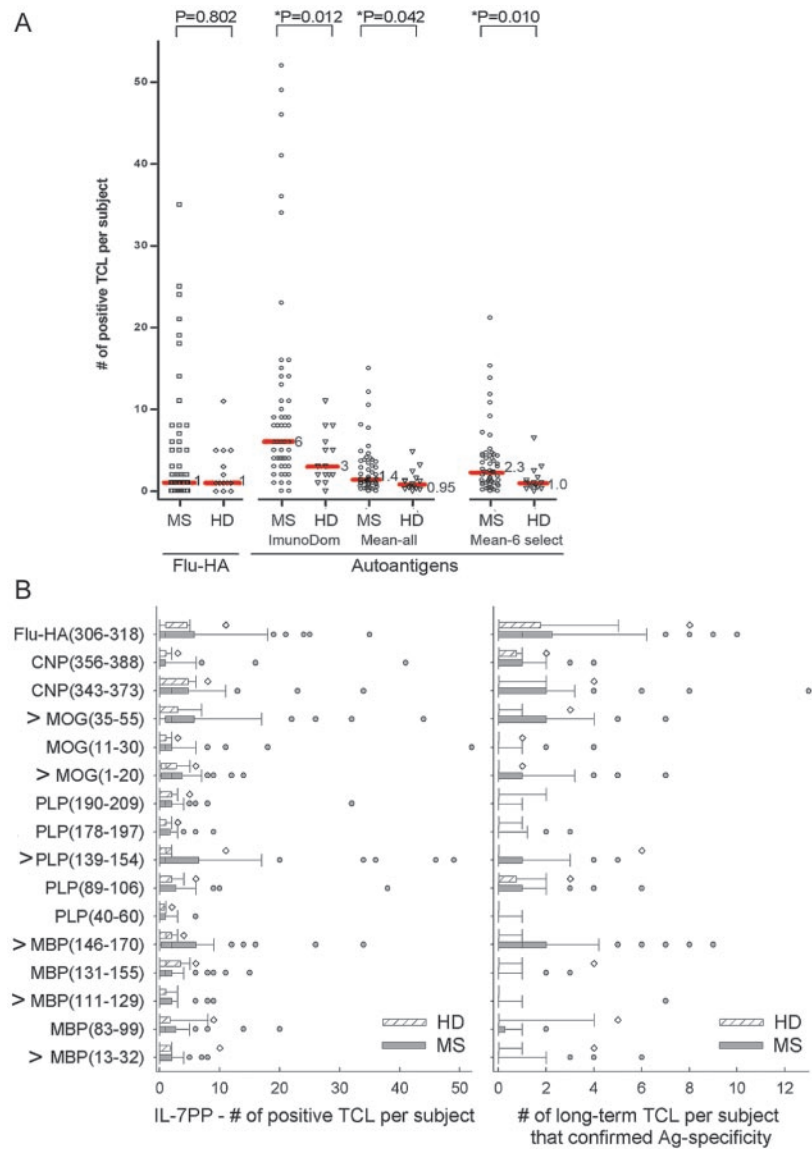 A
P=0.802
*P=0.012
*P=0.042
*P=0.010
# of positive TCL per subject
50
40
30
20
10
0
1
1
6
3
1.4
0.95
2.3
1.0
MS HD MS HD MS HD MS HD
ImunoDom Mean-all Mean-6 select
Flu-HA Autoantigens
B
Flu-HA(306-318)
CNP(356-388)
CNP(343-373)
> MOG(35-55)
MOG(11-30)
> MOG(1-20)
PLP(190-209)
PLP(178-197)
> PLP(139-154)
PLP(89-106)
PLP(40-60)
> MBP(146-170)
MBP(131-155)
> MBP(111-129)
MBP(83-99)
> MBP(13-32)
HD
MS
0 10 20 30 40 50
IL-7PP - # of positive TCL per subject
HD
MS
0 2 4 6 8 10 12
# of long-term TCL per subject
that confirmed Ag-specificity